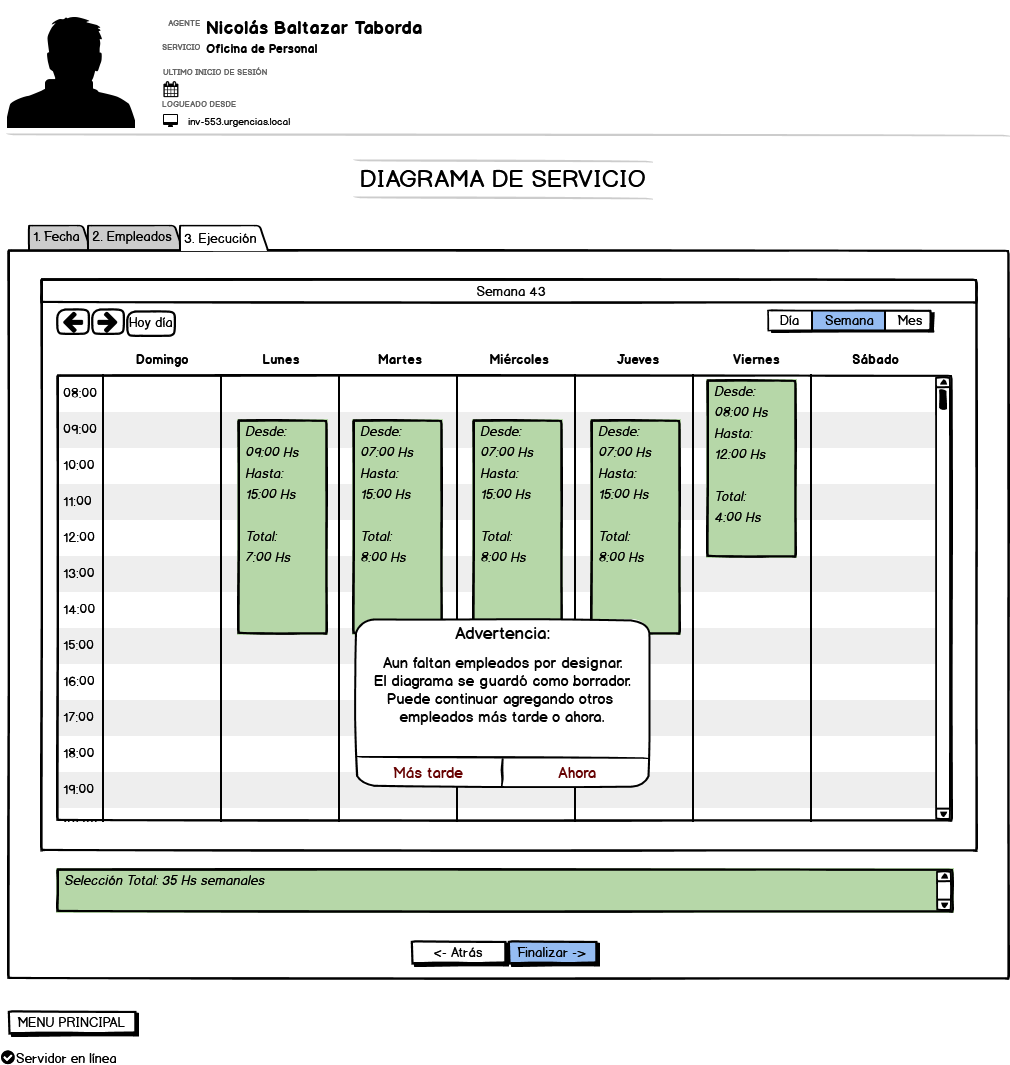 AGENTE Nicolás Baltazar Taborda
SERVICIO Oficina de Personal
ULTIMO INICIO DE SESIÓN
LOGUEADO DESDE
inv-553.urgencias.local
DIAGRAMA DE SERVICIO
1. Fecha 2. Empleados 3. Ejecución
Semana 43
Hoy día Día Semana Mes
Domingo Lunes Martes Miércoles Jueves Viernes Sábado
08:00
09:00
10:00
11:00
12:00
13:00
14:00
15:00
16:00
17:00
18:00
19:00
Desde:
09:00 Hs
Hasta:
15:00 Hs
Total:
7:00 Hs
Desde:
07:00 Hs
Hasta:
15:00 Hs
Total:
8:00 Hs
Desde:
07:00 Hs
Hasta:
15:00 Hs
Total:
8:00 Hs
Desde:
07:00 Hs
Hasta:
15:00 Hs
Total:
8:00 Hs
Desde:
08:00 Hs
Hasta:
12:00 Hs
Total:
4:00 Hs
Advertencia:
Aun faltan empleados por designar.
El diagrama se guardó como borrador.
Puede continuar agregando otros
empleados más tarde o ahora.
Más tarde Ahora
Selección Total: 35 Hs semanales
<- Atrás Finalizar ->
MENU PRINCIPAL
Servidor en línea